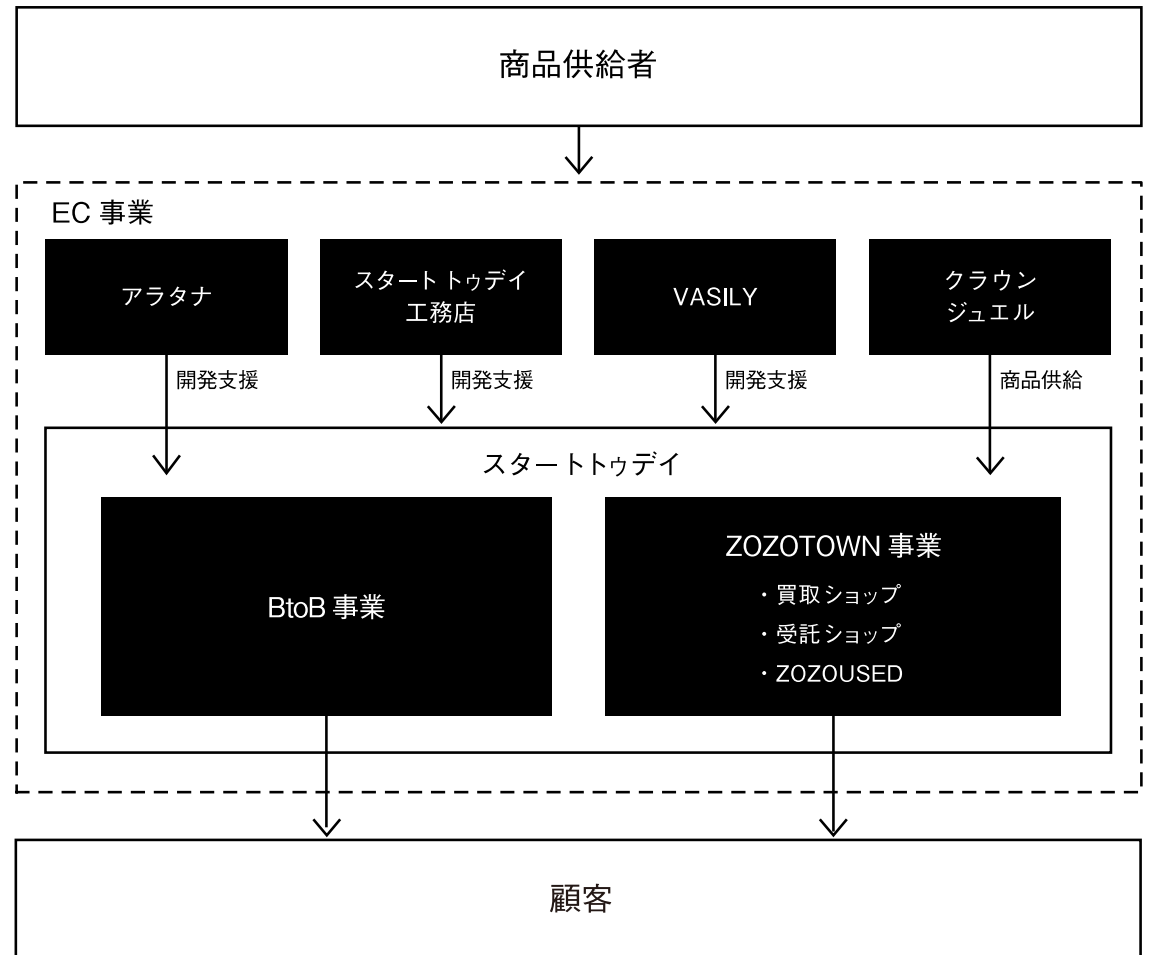 商品供給者
EC 事業
アラタナ
スタートトゥデイ
工務店
VASILY
クラウン
ジュエル
開発支援
開発支援
開発支援
商品供給
スタートトゥデイ
BtoB 事業
ZOZOTOWN 事業
・買取ショップ
・受託ショップ
・ZOZOUSED
顧客